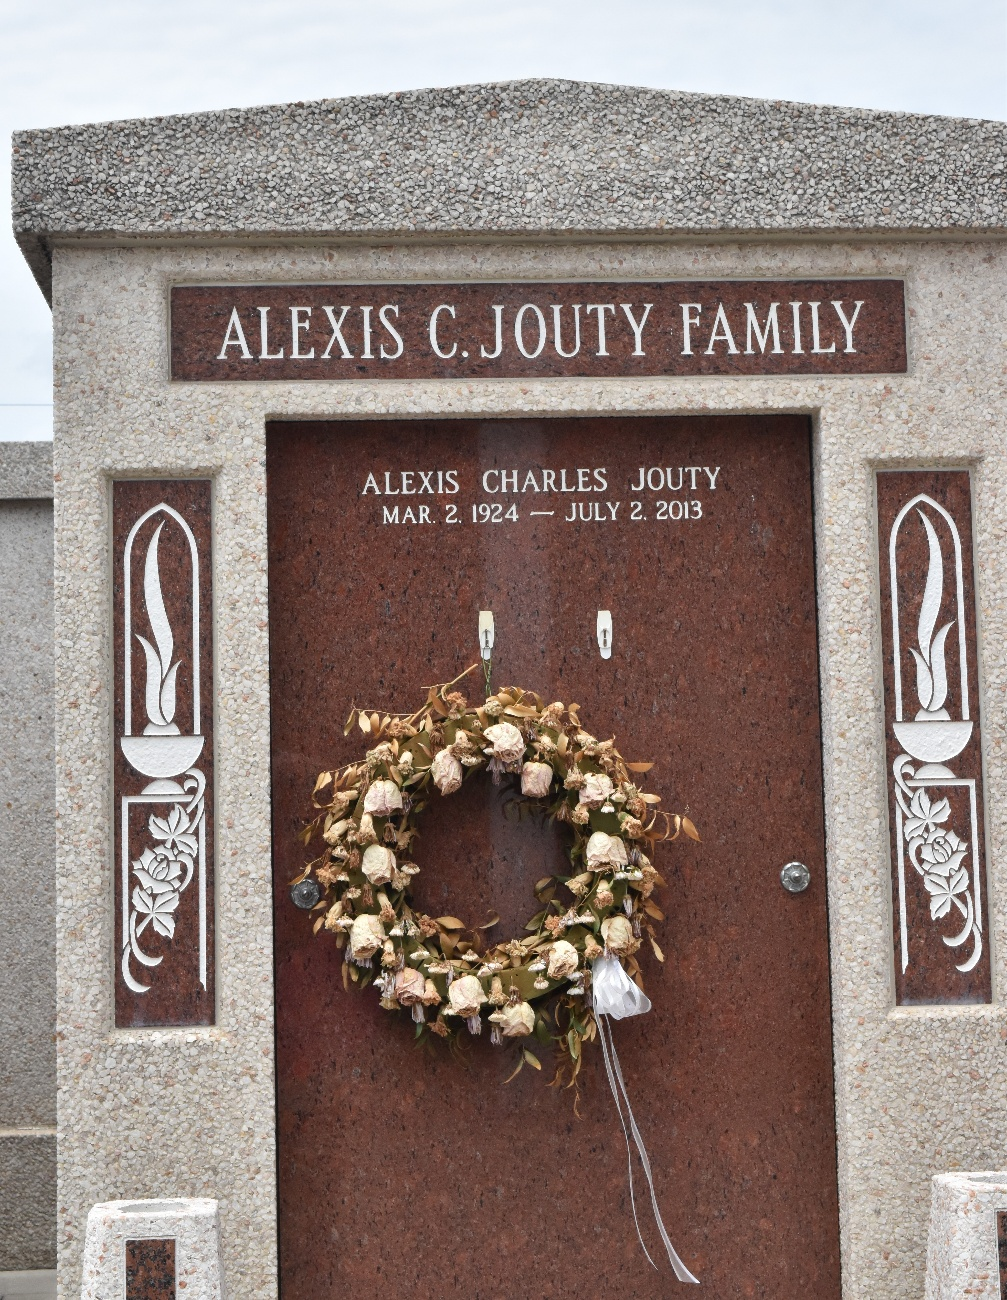 ALEXIS C. JOUTY FAMILY
ALEXIS CHARLES JOUTY
MAR. 2, 1924 — JULY 2, 2013